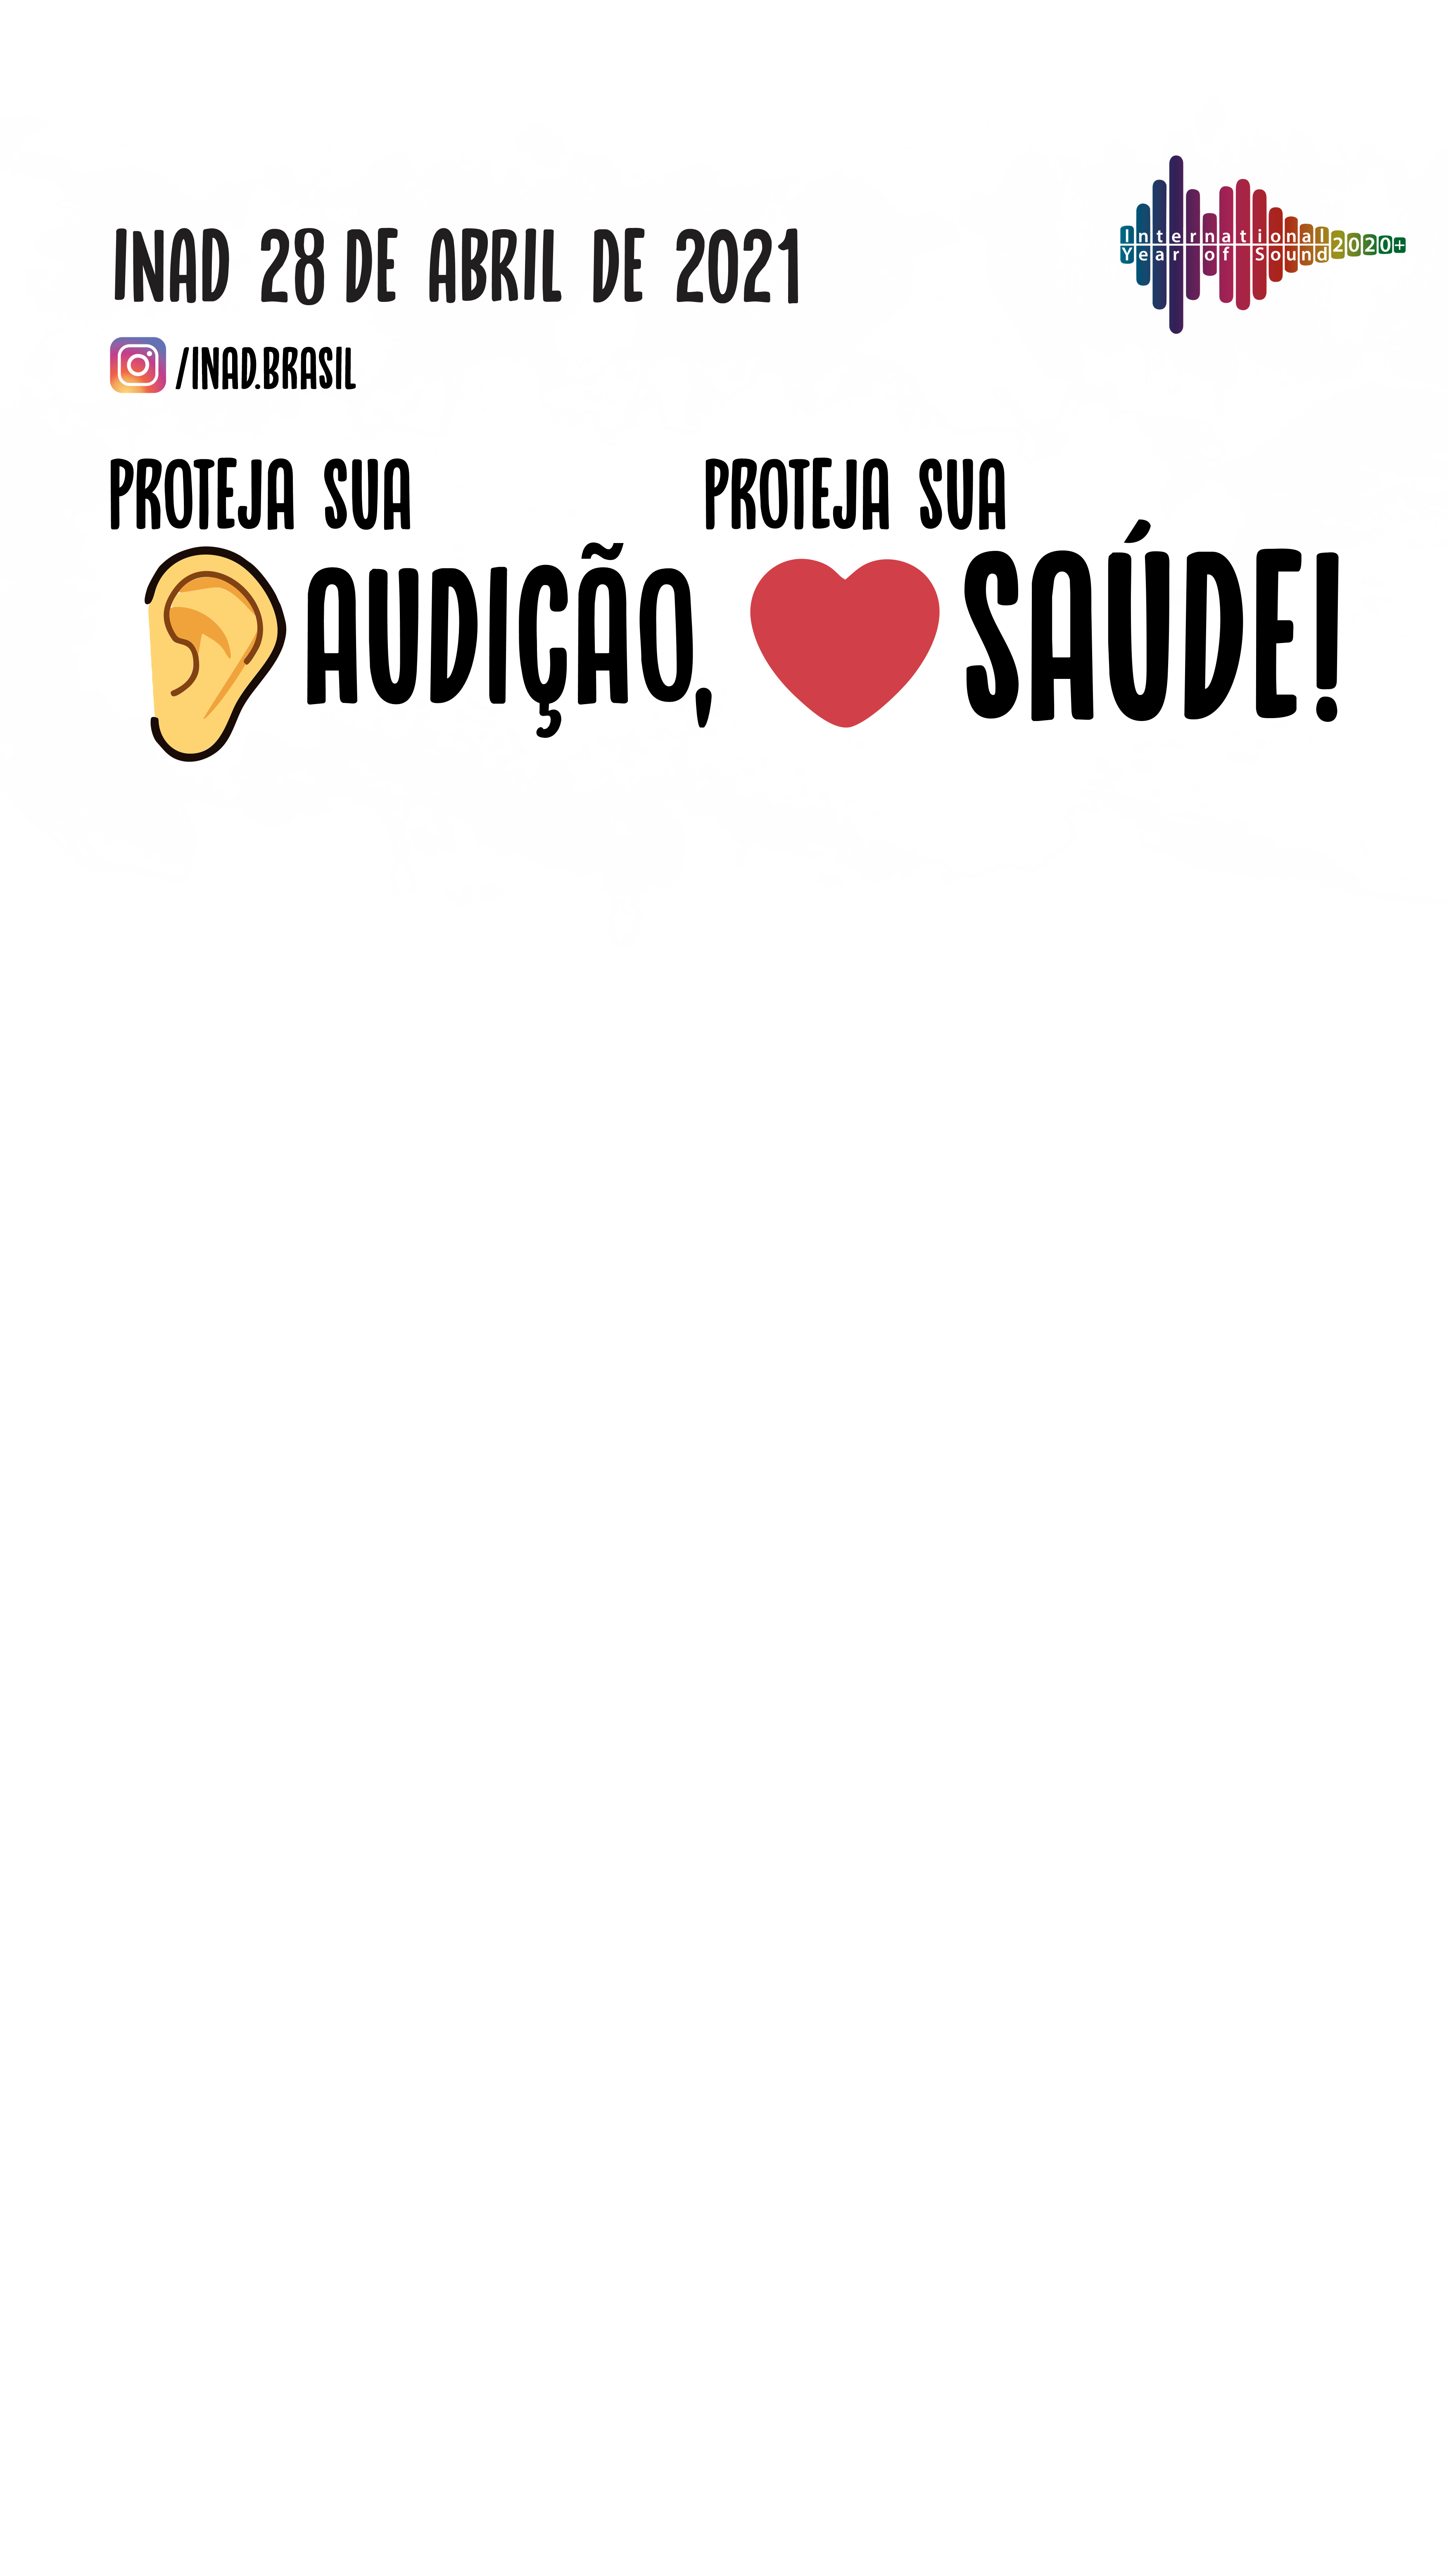 INAD 28 DE ABRIL DE 2021
International 2020+
Year of Sound
/INAD.BRASIL
PROTEJA SUA
AUDIÇÃO,
PROTEJA SUA
SAÚDE!